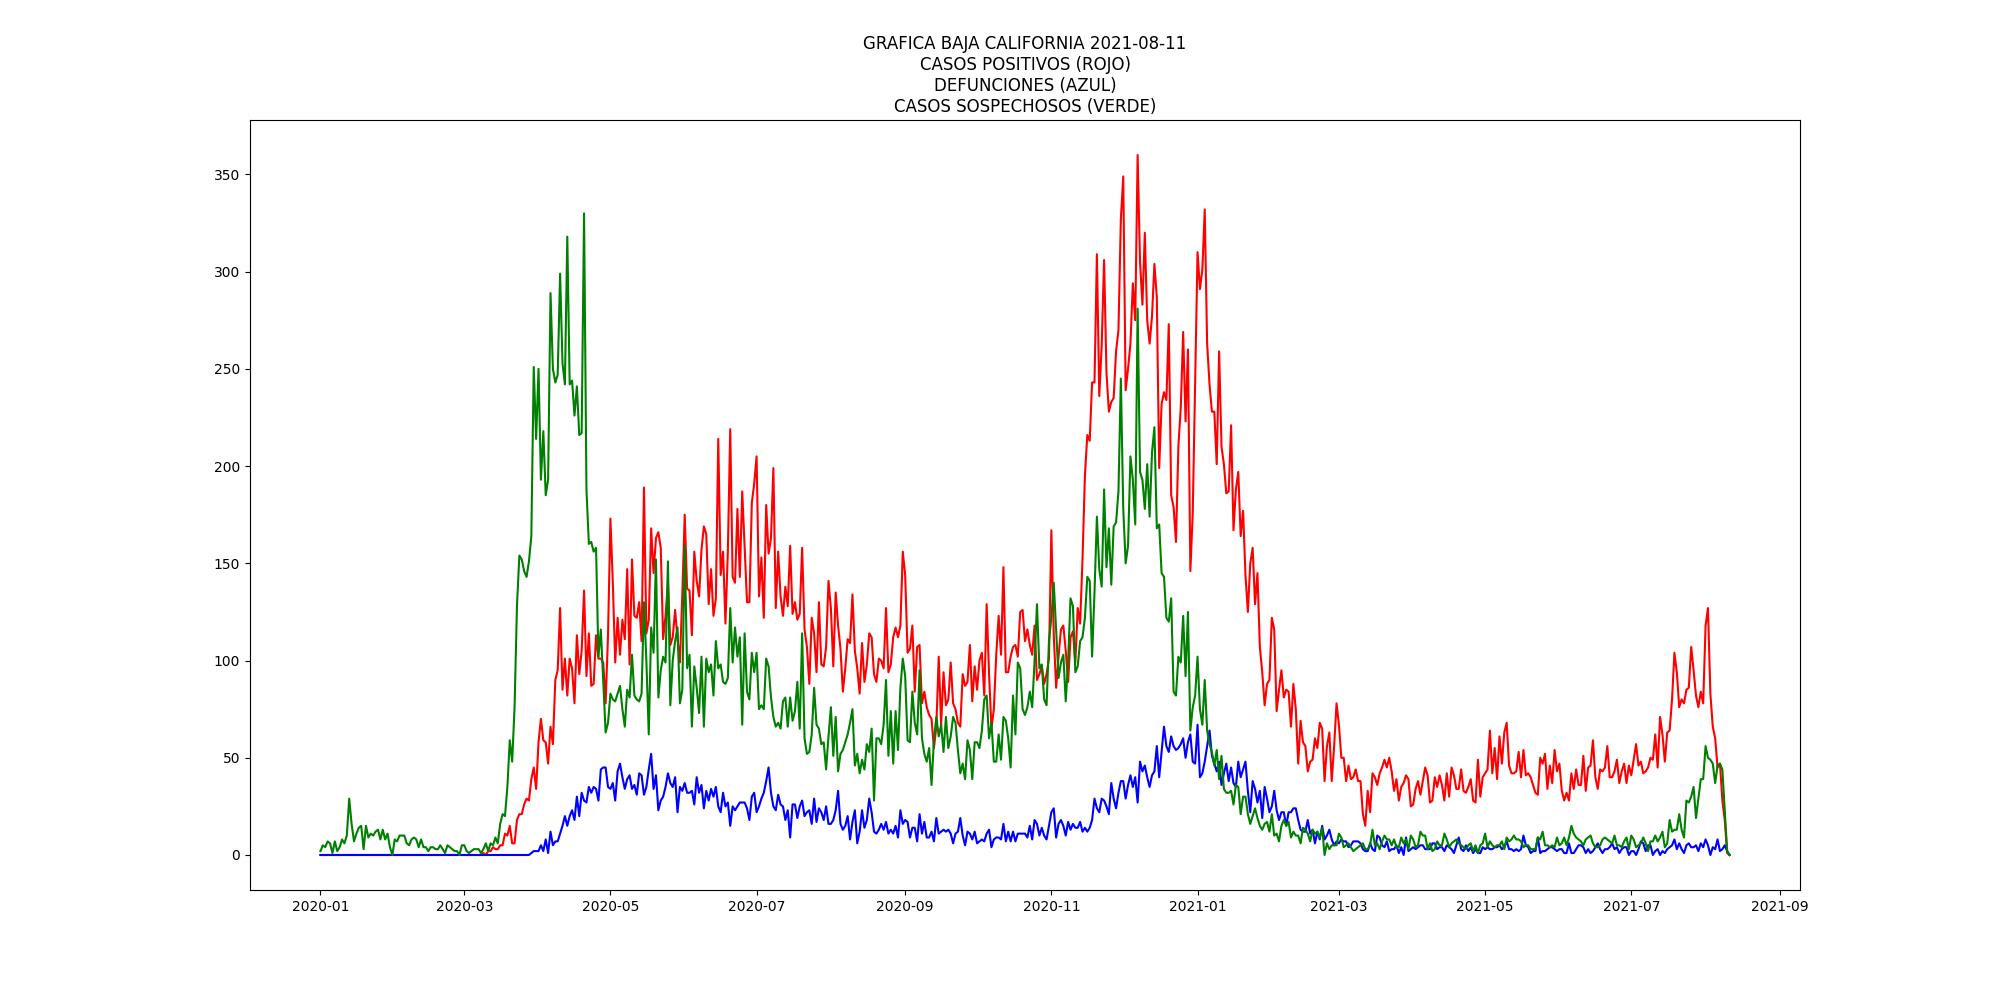 GRAFICA BAJA CALIFORNIA 2021-08-11
CASOS POSITIVOS (ROJO)
DEFUNCIONES (AZUL)
CASOS SOSPECHOSOS (VERDE)
350
300
250
200
150
100
50
0
2020-01 2020-03 2020-05 2020-07 2020-09 2020-11 2021-01 2021-03 2021-05 2021-07 2021-09